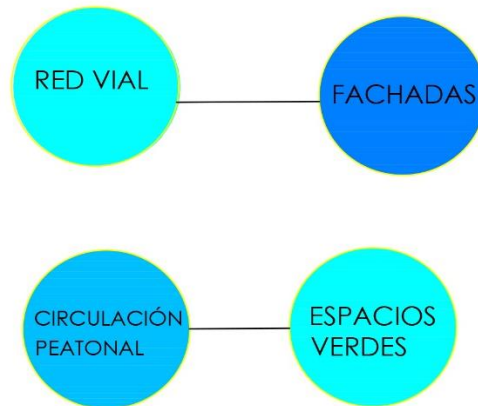 RED VIAL
FACHADAS
CIRCULACIÓN
PEATONAL
ESPACIOS
VERDES